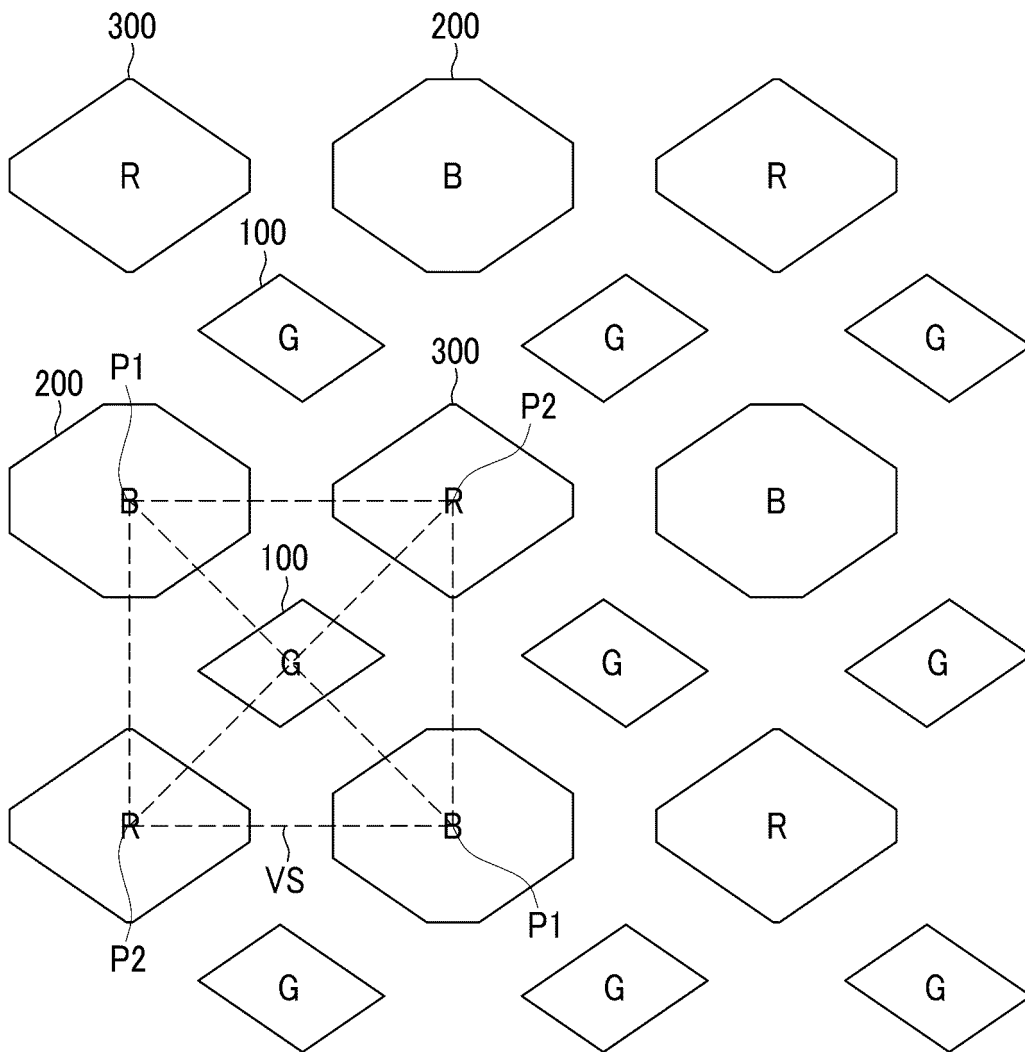 300 200
R B R
100
G G G
P1 300
200 P2
B R B
100
G G G
R B R
VS
P1
P2
G G G